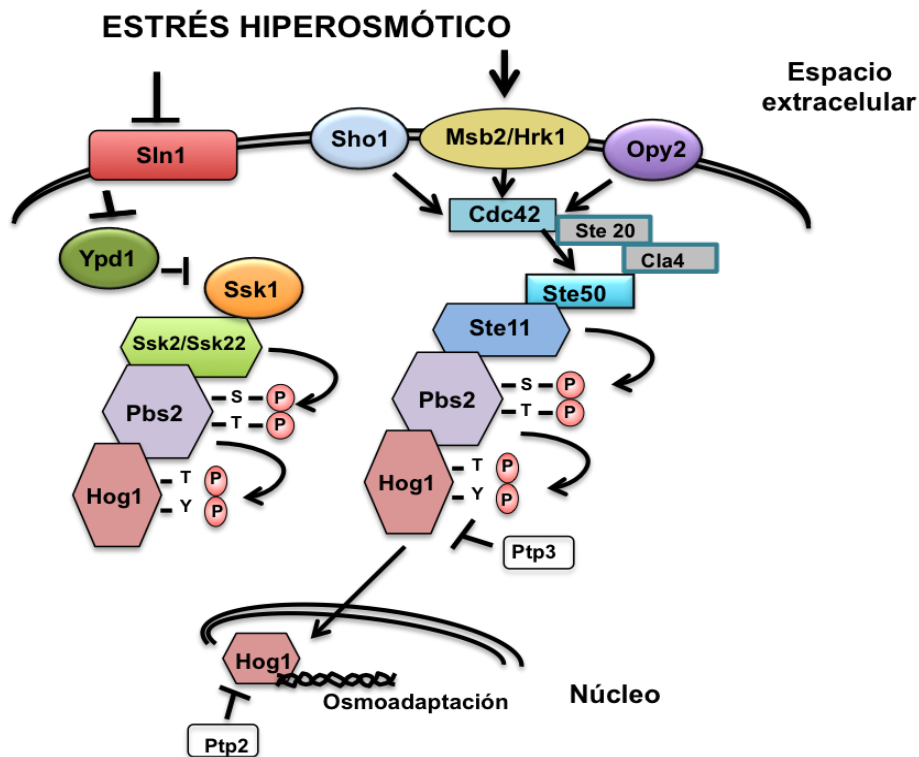 ESTRÉS HIPEROSMÓTICO
Espacio
extracelular
Sln1
Sho1
Msb2/Hrk1
Opy2
Cdc42
Ste 20
Cla4
Ypd1
Ssk1
Ste50
Ssk2/Ssk22
Ste11
Pbs2
S
P
T
P
Pbs2
S
P
T
P
Hog1
T
P
Y
P
Hog1
T
P
Y
P
Ptp3
Hog1
Osmoadaptación
Núcleo
Ptp2